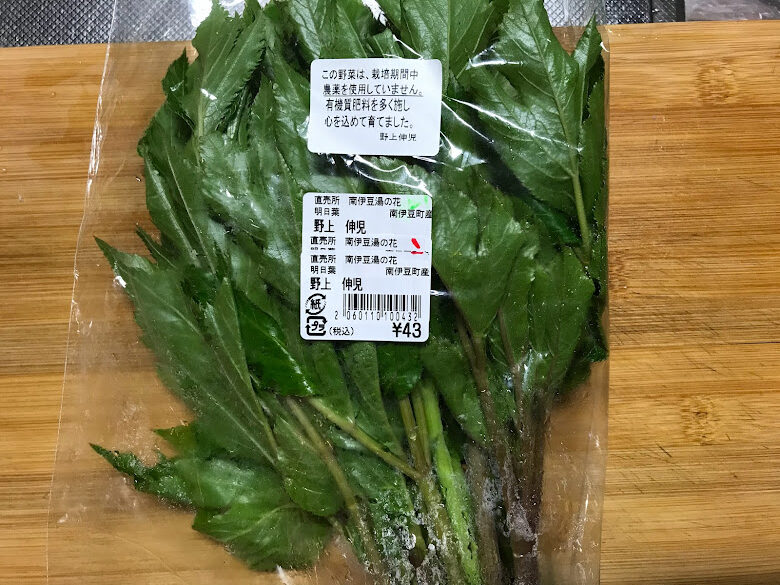 この野菜は、栽培期間中
農薬を使用していません。
有機質肥料を多く施し
心を込めて育てました。
野上伸児
直売所 南伊豆湯の花
明日葉 南伊豆町産
野上 伸児
直売所 南伊豆湯の花
直売所 南伊豆湯の花
明日葉 南伊豆町産
野上 伸児
紙
プラ
2060110100432
(税込) ¥43